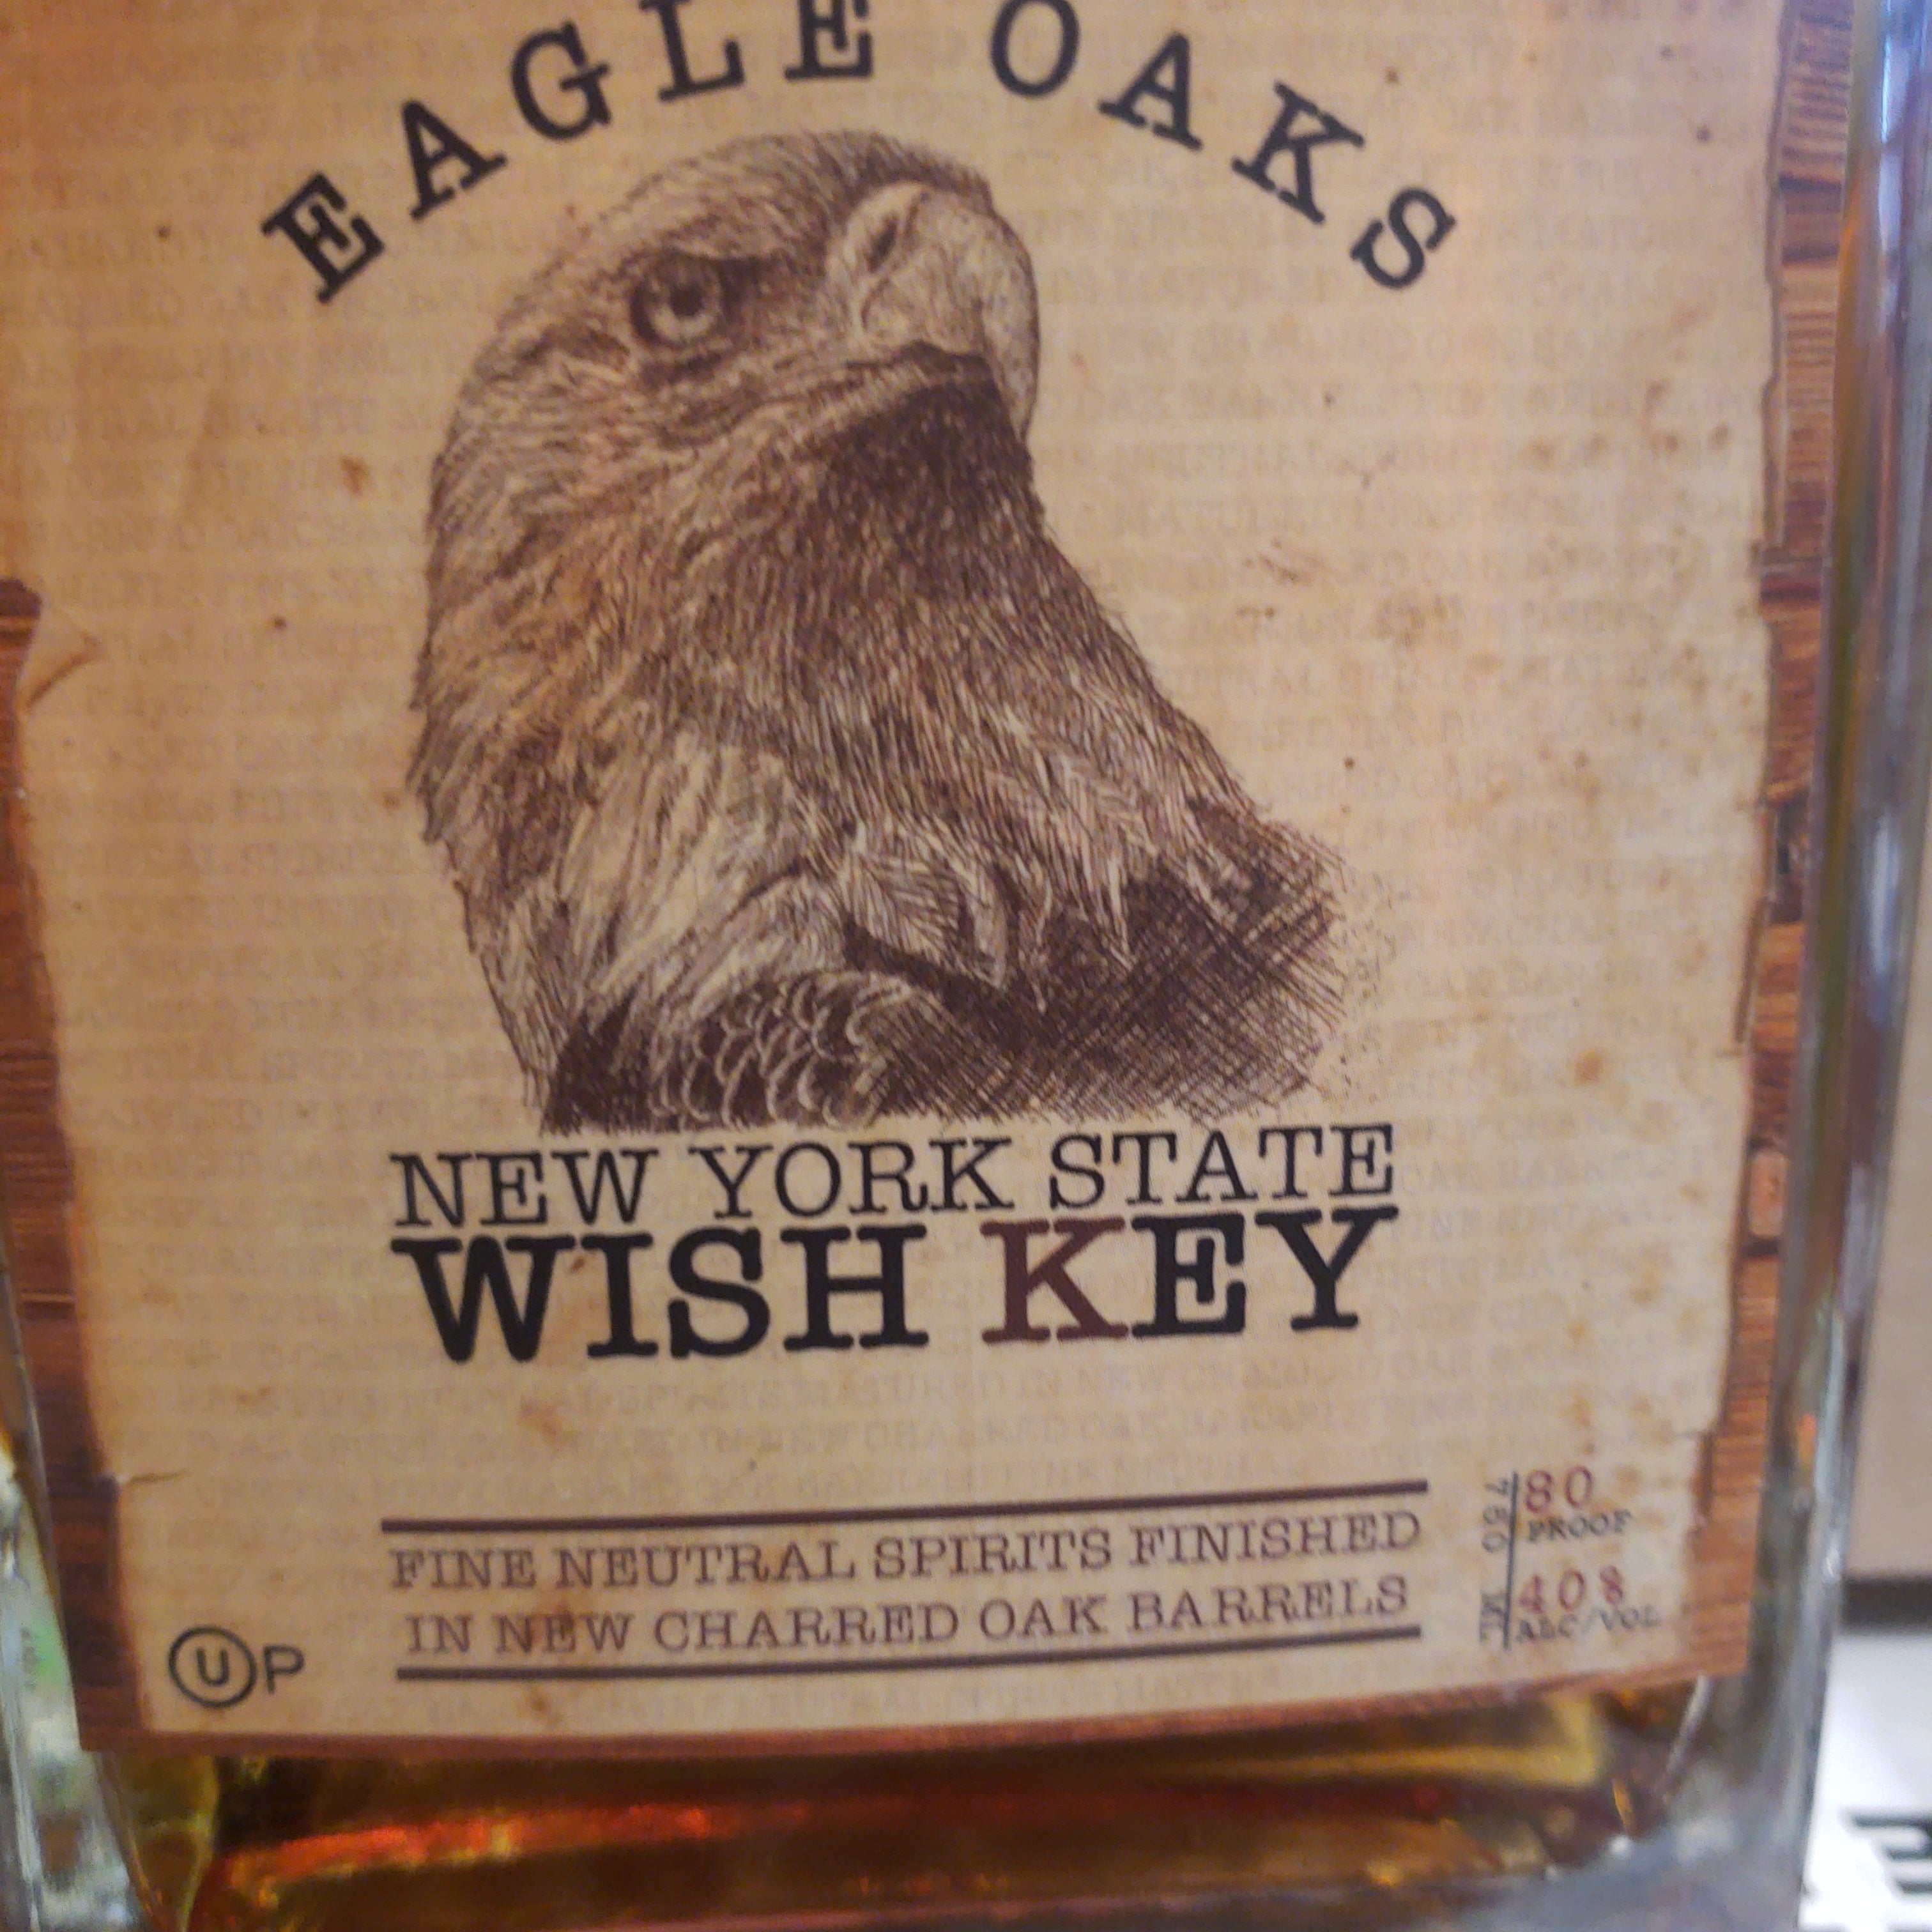 EAGLE OAKS
NEW YORK STATE
WISH KEY
FINE NEUTRAL SPIRITS FINISHED
IN NEW CHARRED OAK BARRELS
750 ML
80
PROOF
40%
ALC/VOL
ⓊP